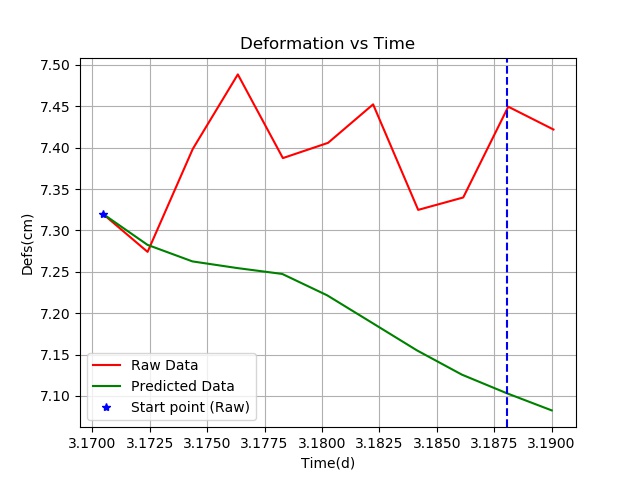 Deformation vs Time
Defs(cm)
7.50
7.45
7.40
7.35
7.30
7.25
7.20
7.15
7.10
Raw Data
Predicted Data
Start point (Raw)
3.1700 3.1725 3.1750 3.1775 3.1800 3.1825 3.1850 3.1875 3.1900
Time(d)